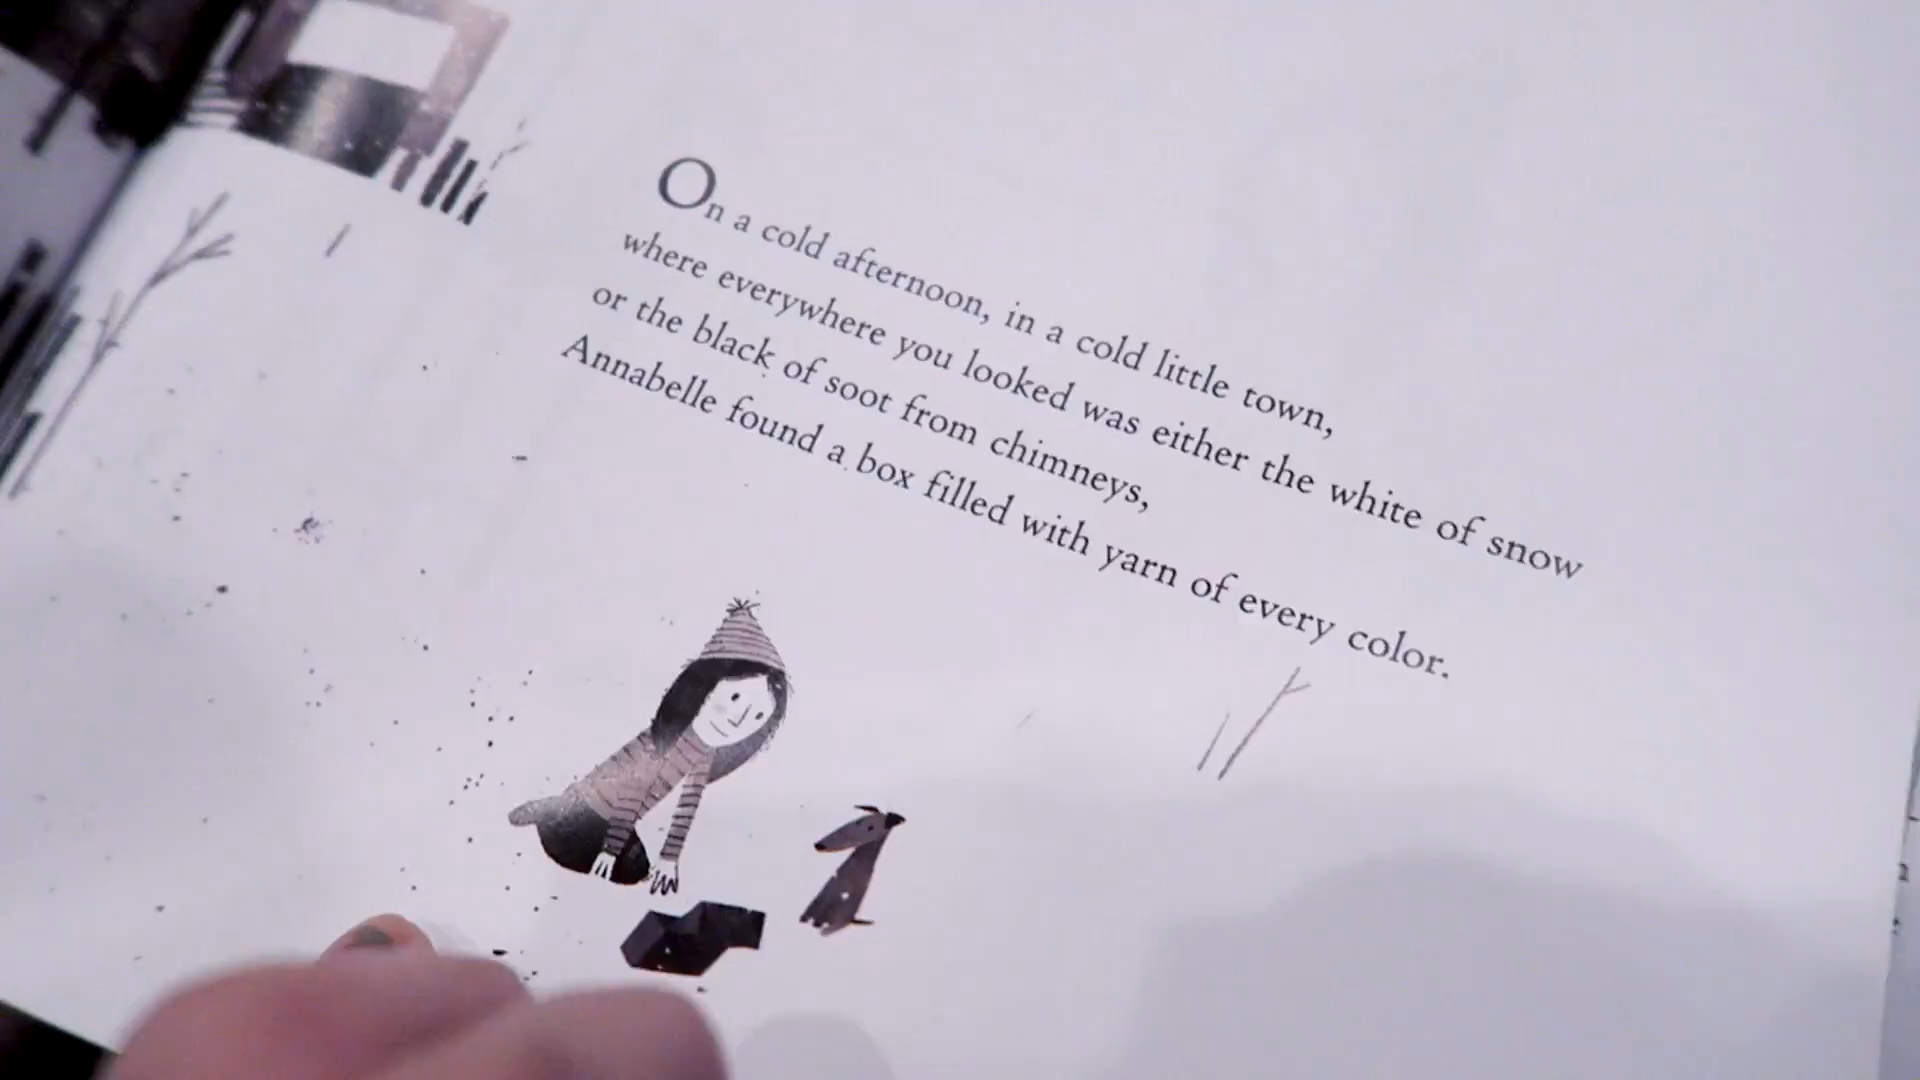 On a cold afternoon, in a cold little town,
where everywhere you looked was either the white of snow
or the black of soot from chimneys,
Annabelle found a box filled with yarn of every color.